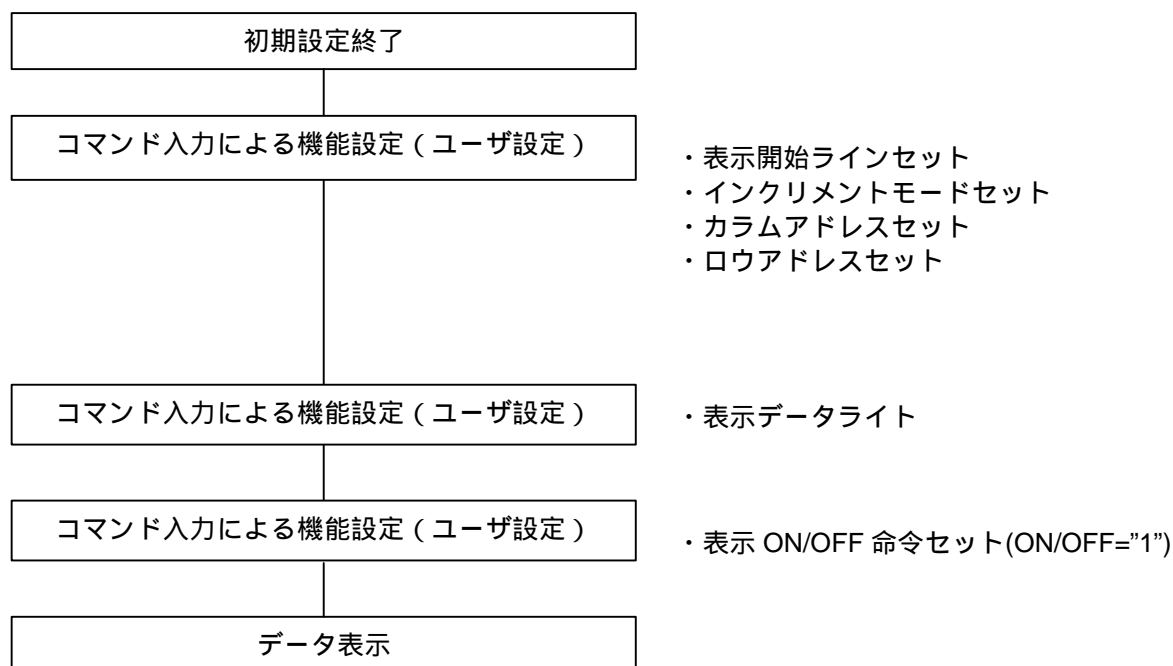 初期設定終了
コマンド入力による機能設定（ユーザ設定）
・表示開始ラインセット
・インクリメントモードセット
・カラムアドレスセット
・ロウアドレスセット
コマンド入力による機能設定（ユーザ設定）
・表示データライト
コマンド入力による機能設定（ユーザ設定）
・表示 ON/OFF 命令セット(ON/OFF=”1”)
データ表示